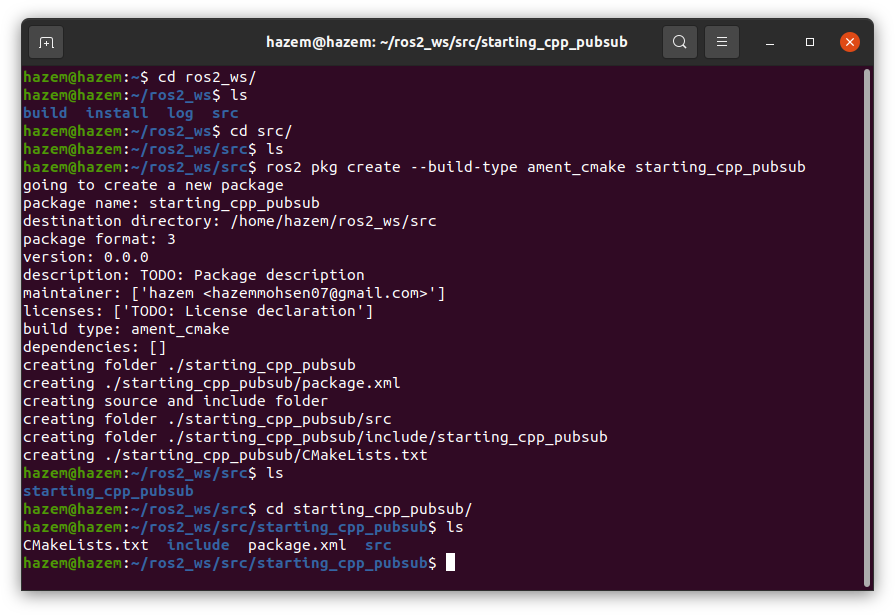 hazem@hazem: ~/ros2_ws/src/starting_cpp_pubsub
hazem@hazem:~$ cd ros2_ws/
hazem@hazem:~/ros2_ws$ ls
build  install  log  src
hazem@hazem:~/ros2_ws$ cd src/
hazem@hazem:~/ros2_ws/src$ ls
hazem@hazem:~/ros2_ws/src$ ros2 pkg create --build-type ament_cmake starting_cpp_pubsub
going to create a new package
package name: starting_cpp_pubsub
destination directory: /home/hazem/ros2_ws/src
package format: 3
version: 0.0.0
description: TODO: Package description
maintainer: ['hazem <hazemmohsen07@gmail.com>']
licenses: ['TODO: License declaration']
build type: ament_cmake
dependencies: []
creating folder ./starting_cpp_pubsub
creating ./starting_cpp_pubsub/package.xml
creating source and include folder
creating folder ./starting_cpp_pubsub/src
creating folder ./starting_cpp_pubsub/include/starting_cpp_pubsub
creating ./starting_cpp_pubsub/CMakeLists.txt
hazem@hazem:~/ros2_ws/src$ ls
starting_cpp_pubsub
hazem@hazem:~/ros2_ws/src$ cd starting_cpp_pubsub/
hazem@hazem:~/ros2_ws/src/starting_cpp_pubsub$ ls
CMakeLists.txt  include  package.xml  src
hazem@hazem:~/ros2_ws/src/starting_cpp_pubsub$